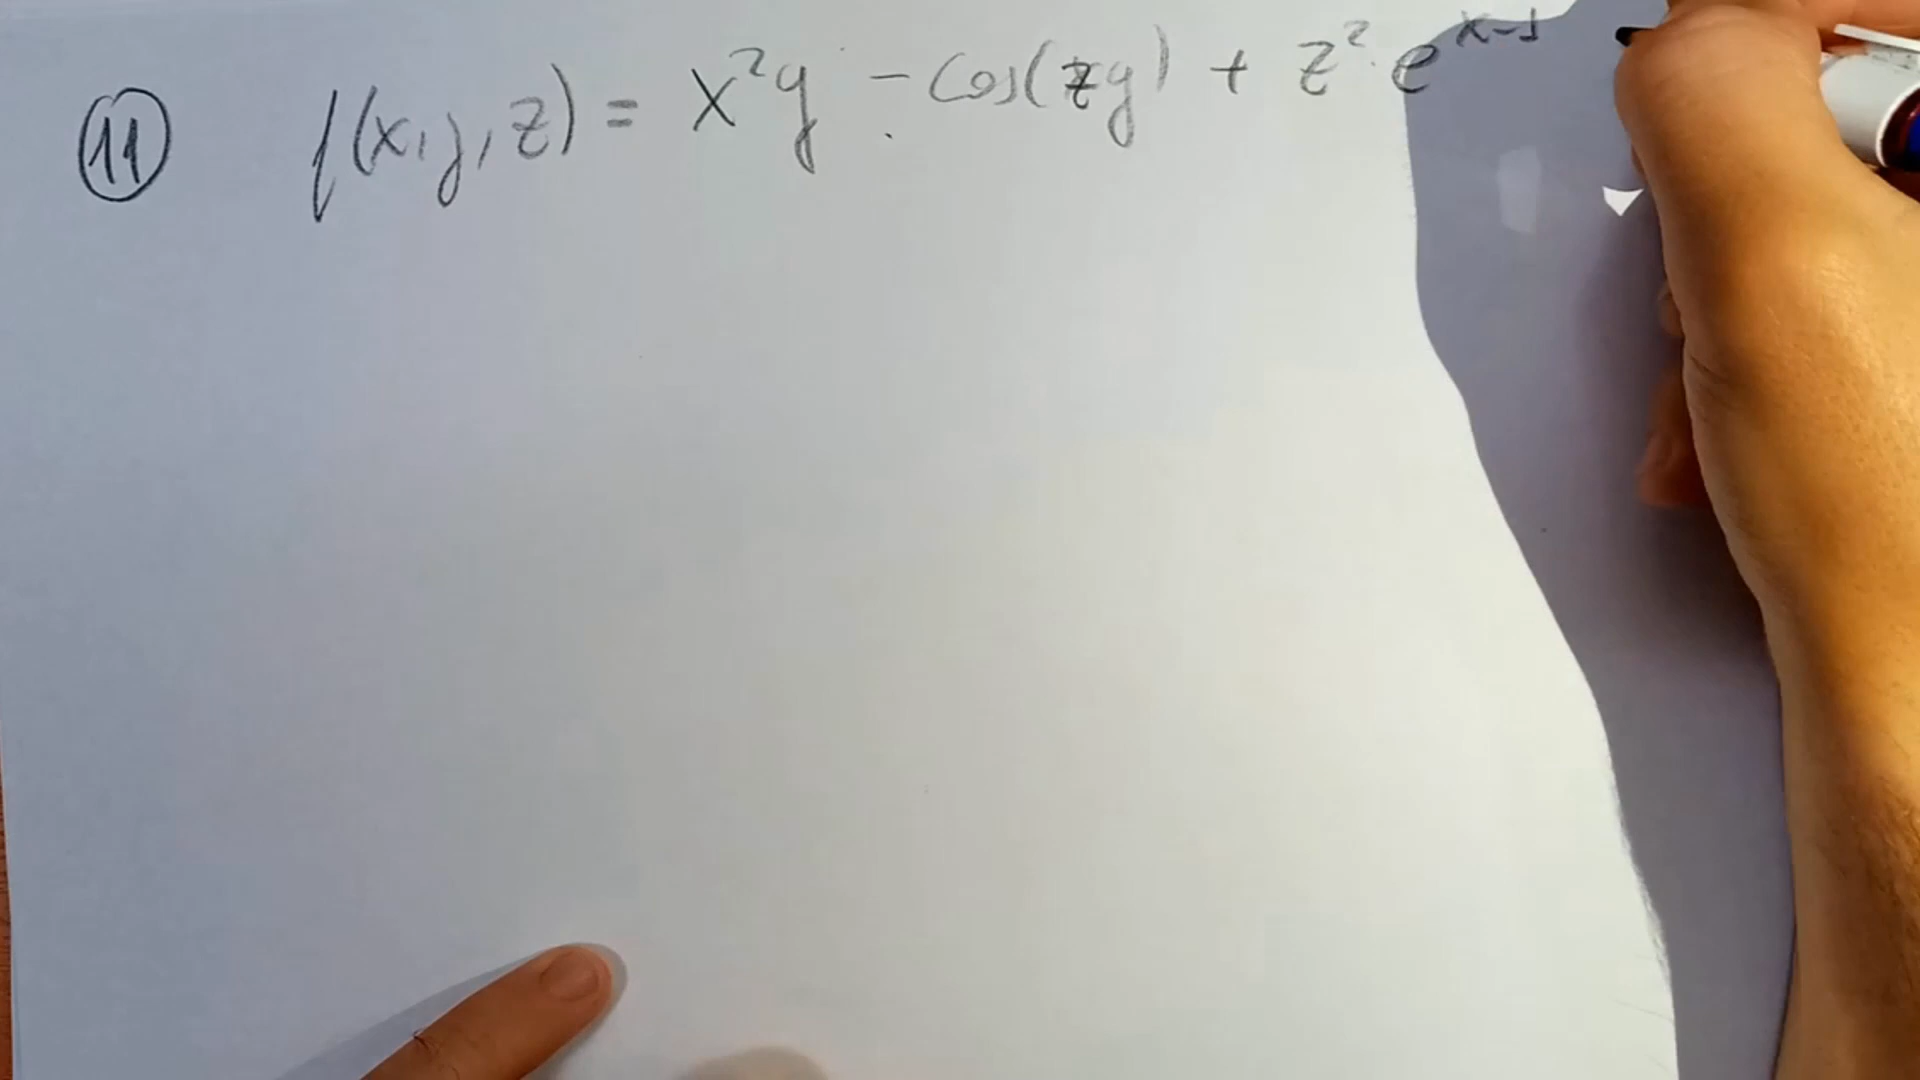 11 f(x,y,z) = x²y - cos(zy) + z² · e^(x-1)